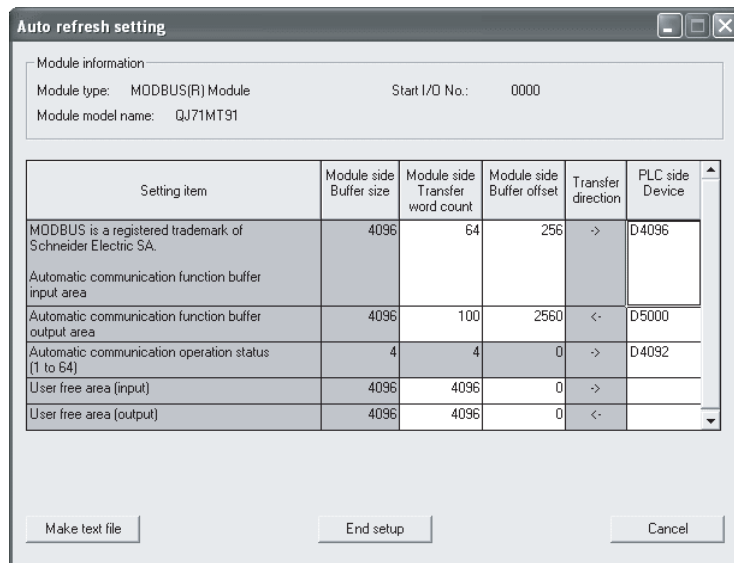 Auto refresh setting
Module information
Module type: MODBUS(R) Module Start I/O No.: 0000
Module model name: QJ71MT91
Setting item
Module side
Buffer size
Module side
Transfer
word count
Module side
Buffer offset
Transfer
direction
PLC side
Device
MODBUS is a registered trademark of
Schneider Electric SA.
Automatic communication function buffer
input area
4096 64 256 -> D4096
Automatic communication function buffer
output area
4096 100 2560 <- D5000
Automatic communication operation status
(1 to 64)
4 4 0 -> D4092
User free area (input) 4096 4096 0 ->
User free area (output) 4096 4096 0 <-
Make text file End setup Cancel